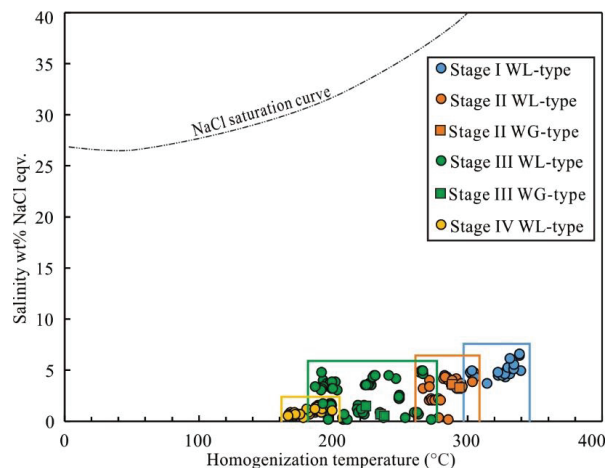 40
35
30
25
20
15
10
5
0
Salinity wt% NaCl eqv.
NaCl saturation curve
Stage I WL-type
Stage II WL-type
Stage II WG-type
Stage III WL-type
Stage III WG-type
Stage IV WL-type
0 100 200 300 400
Homogenization temperature (°C)